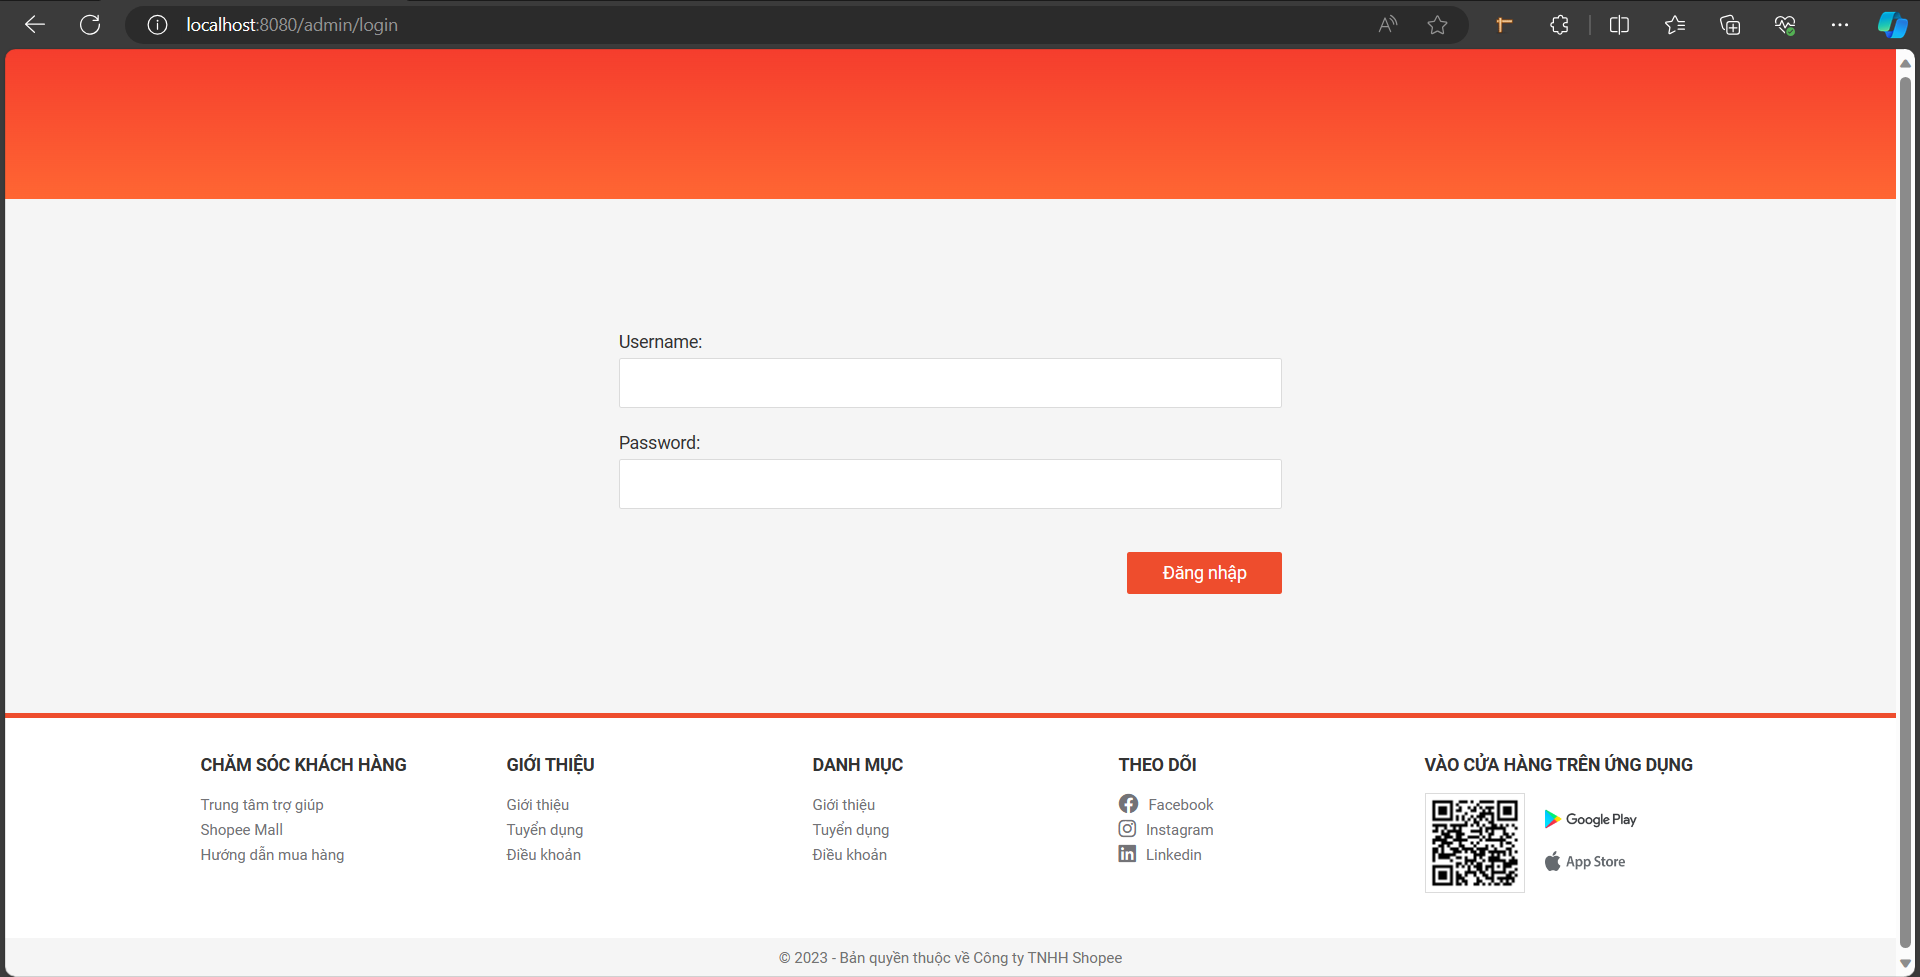 localhost:8080/admin/login
Username:
Password:
Đăng nhập
CHĂM SÓC KHÁCH HÀNG
Trung tâm trợ giúp
Shopee Mall
Hướng dẫn mua hàng
GIỚI THIỆU
Giới thiệu
Tuyển dụng
Điều khoản
DANH MỤC
Giới thiệu
Tuyển dụng
Điều khoản
THEO DÕI
Facebook
Instagram
Linkedin
VÀO CỬA HÀNG TRÊN ỨNG DỤNG
Google Play
App Store
© 2023 - Bản quyền thuộc về Công ty TNHH Shopee